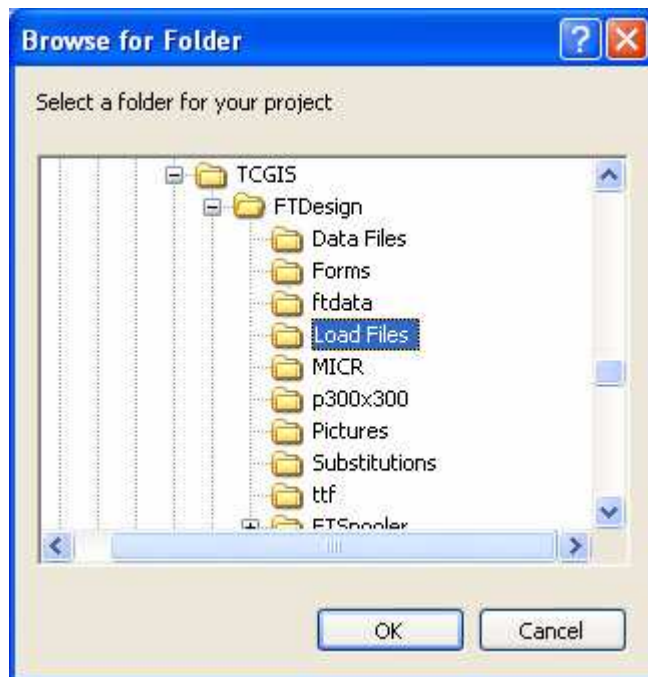 Browse for Folder
Select a folder for your project
TCGIS
FTDesign
Data Files
Forms
ftdata
Load Files
MICR
p300x300
Pictures
Substitutions
ttf
FTSpooler
OK
Cancel